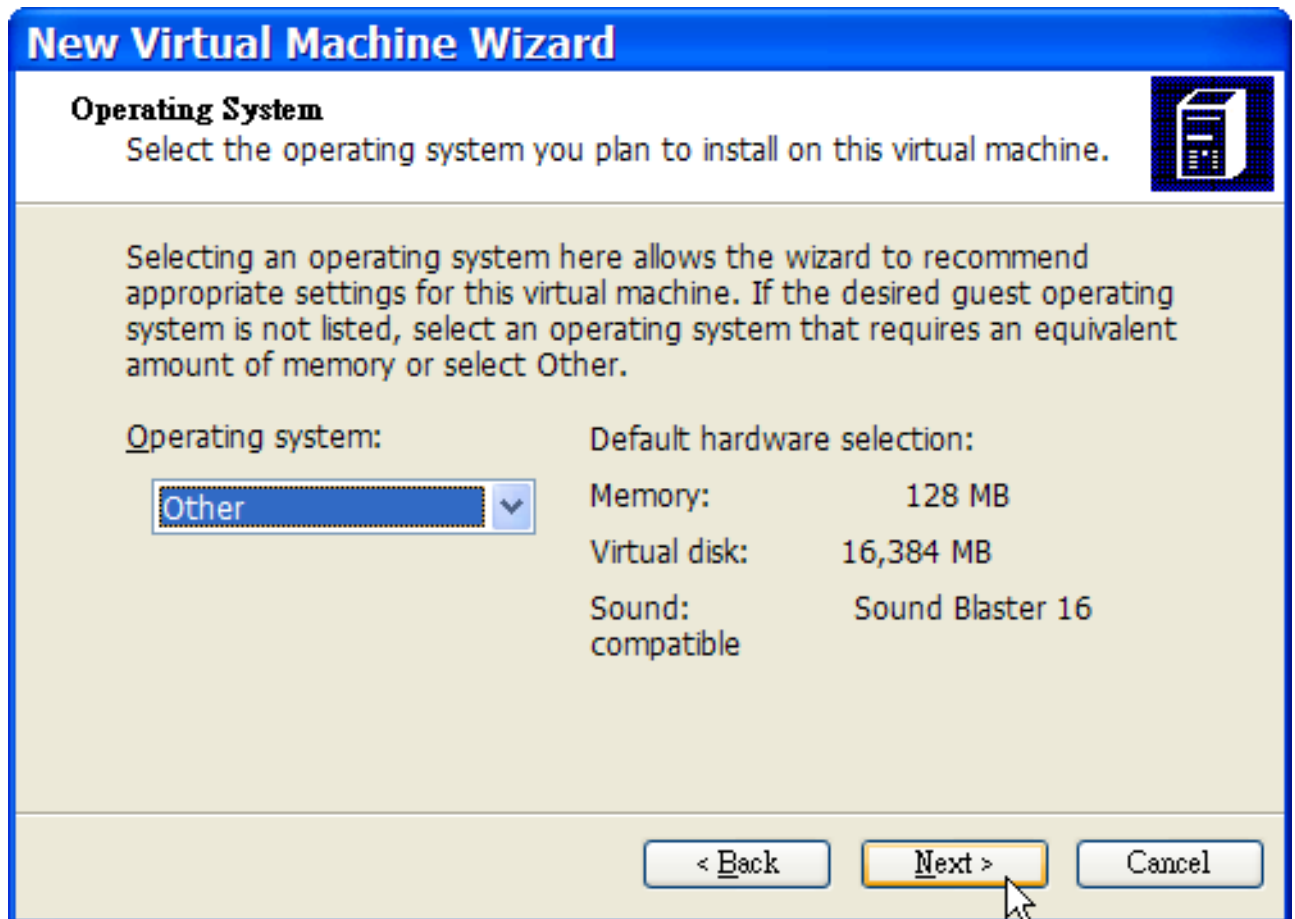 New Virtual Machine Wizard
Operating System
Select the operating system you plan to install on this virtual machine.
Selecting an operating system here allows the wizard to recommend
appropriate settings for this virtual machine. If the desired guest operating
system is not listed, select an operating system that requires an equivalent
amount of memory or select Other.
Operating system:
Other
Default hardware selection:
Memory: 128 MB
Virtual disk: 16,384 MB
Sound: Sound Blaster 16
compatible
< Back Next > Cancel